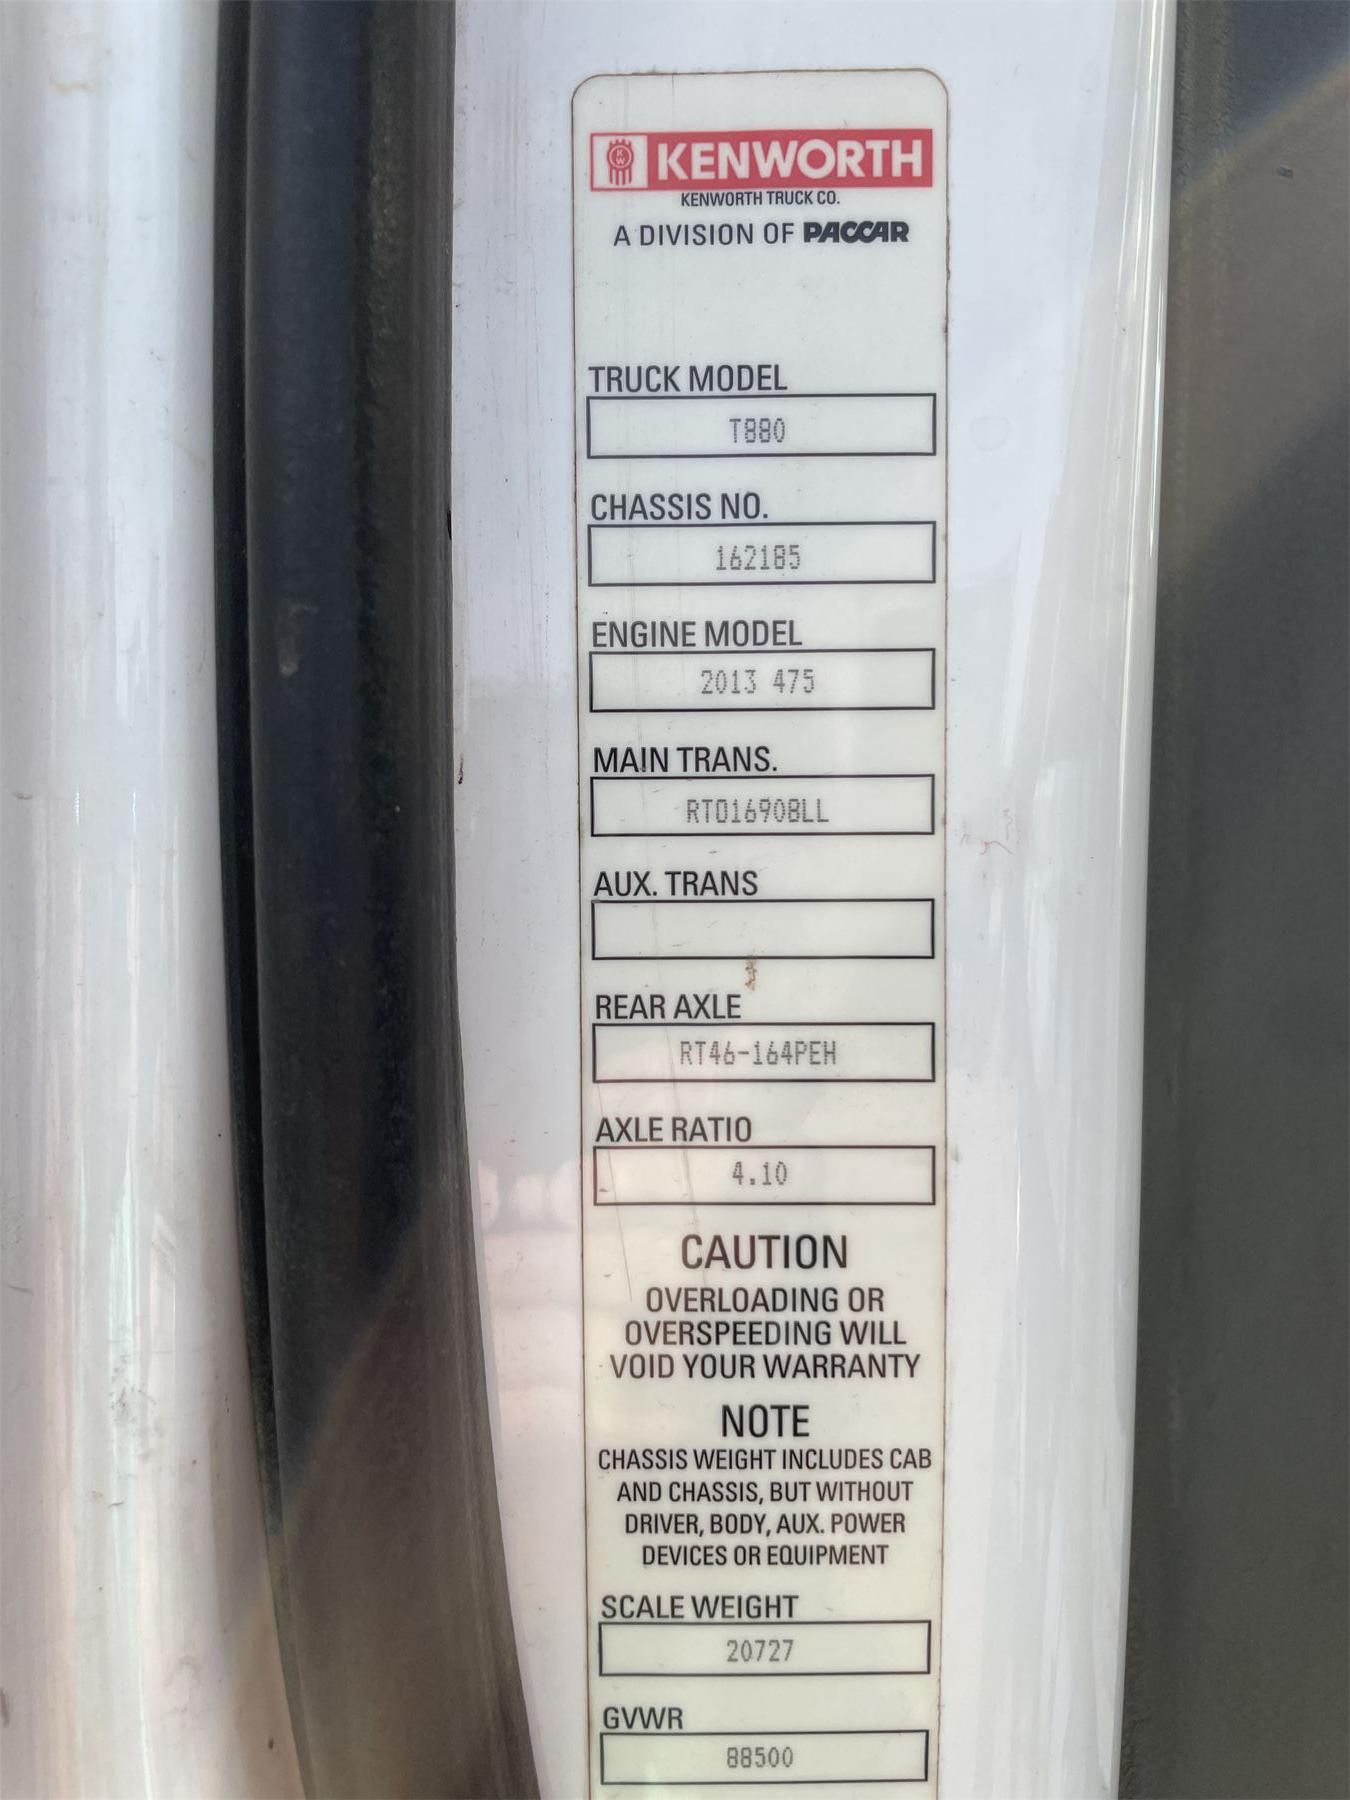 KW KENWORTH
KENWORTH TRUCK CO.
A DIVISION OF PACCAR
TRUCK MODEL
T880
CHASSIS NO.
162185
ENGINE MODEL
2013 475
MAIN TRANS.
RTO16908LL
AUX. TRANS
REAR AXLE
RT46-164PEH
AXLE RATIO
4.10
CAUTION
OVERLOADING OR
OVERSPEEDING WILL
VOID YOUR WARRANTY
NOTE
CHASSIS WEIGHT INCLUDES CAB
AND CHASSIS, BUT WITHOUT
DRIVER, BODY, AUX. POWER
DEVICES OR EQUIPMENT
SCALE WEIGHT
20727
GVWR
88500